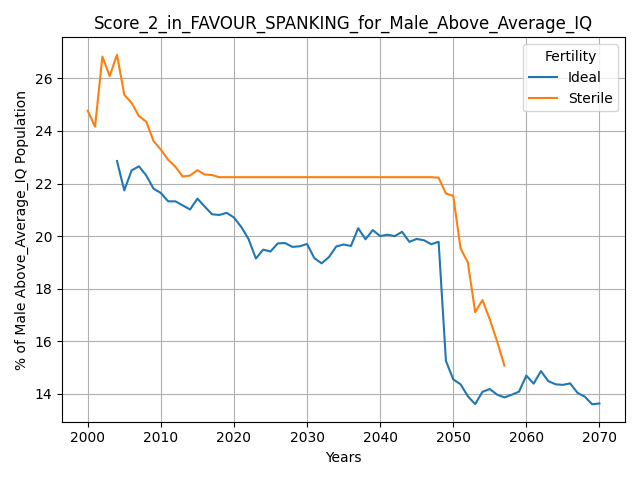 Score_2_in_FAVOUR_SPANKING_for_Male_Above_Average_IQ
% of Male Above_Average_IQ Population
26
24
22
20
18
16
14
Fertility
Ideal
Sterile
2000 2010 2020 2030 2040 2050 2060 2070
Years